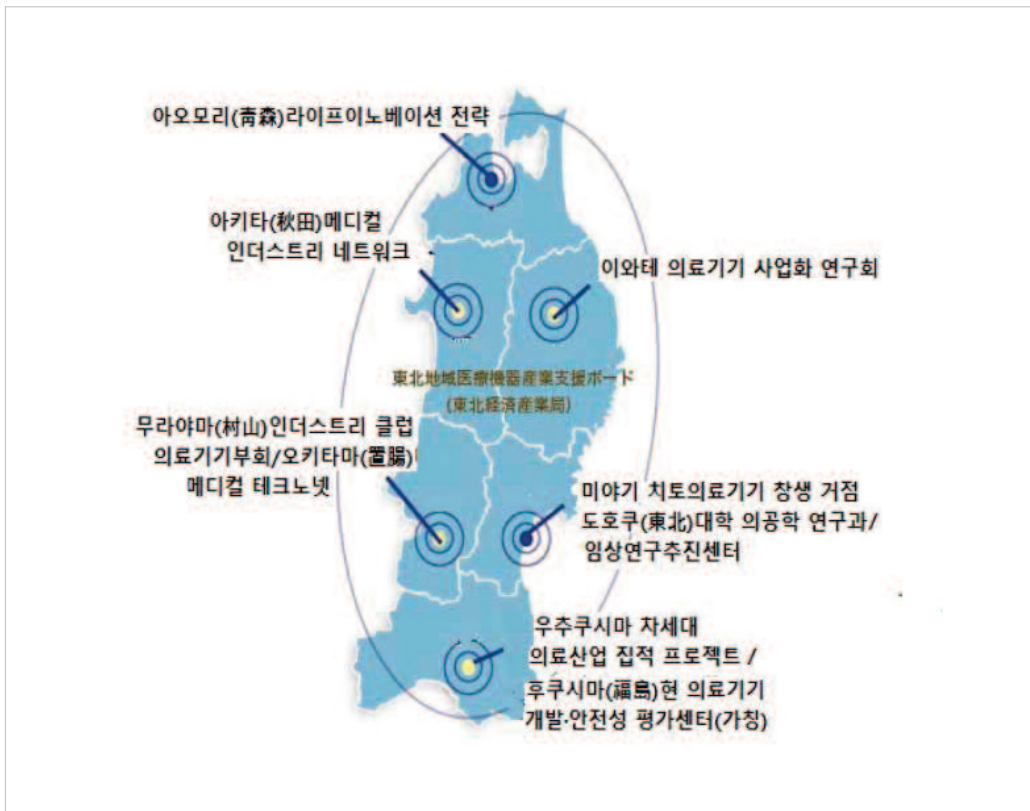 아오모리(靑森)라이프이노베이션 전략
아키타(秋田)메디컬
인더스트리 네트워크
이와테 의료기기 사업화 연구회
東北地域医療機器産業支援ボード
(東北経済産業局)
무라야마(村山)인더스트리 클럽
의료기기부회/오키타마(置腸)
메디컬 테크노넷
미야기 치토의료기기 창생 거점
도호쿠(東北)대학 의공학 연구과/
임상연구추진센터
우추쿠시마 차세대
의료산업 집적 프로젝트 /
후쿠시마(福島)현 의료기기
개발·안전성 평가센터(가칭)